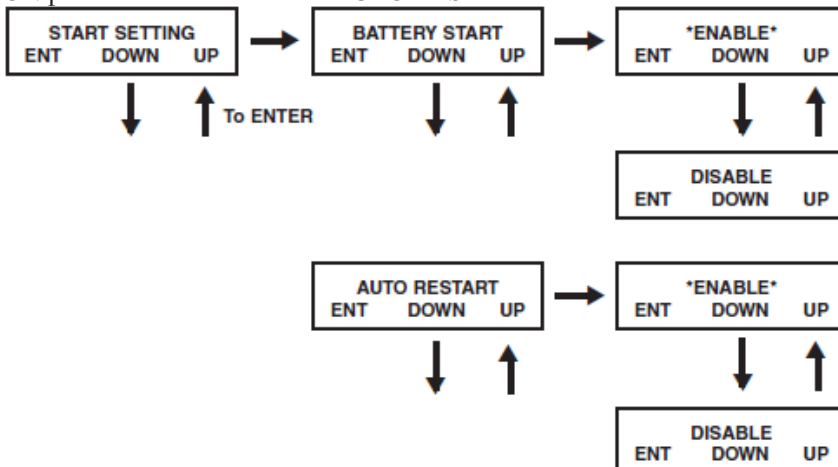 START SETTING
ENT DOWN UP
BATTERY START
ENT DOWN UP
*ENABLE*
ENT DOWN UP
To ENTER
DISABLE
ENT DOWN UP
AUTO RESTART
ENT DOWN UP
*ENABLE*
ENT DOWN UP
DISABLE
ENT DOWN UP